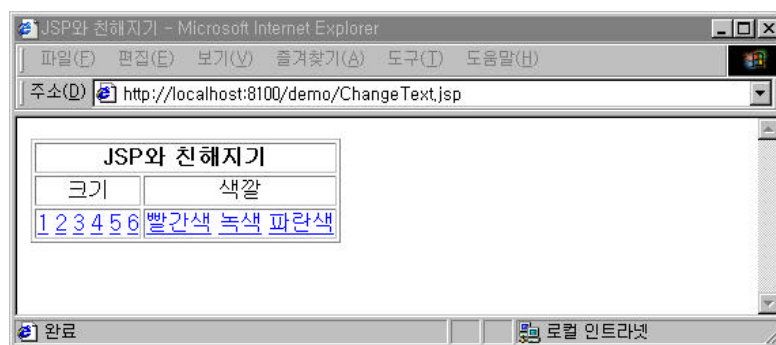 JSP와 친해지기 - Microsoft Internet Explorer
파일(F) 편집(E) 보기(V) 즐겨찾기(A) 도구(T) 도움말(H)
주소(D) http://localhost:8100/demo/ChangeText.jsp
JSP와 친해지기
크기 색깔
1 2 3 4 5 6 빨간색 녹색 파란색
완료 로컬 인트라넷